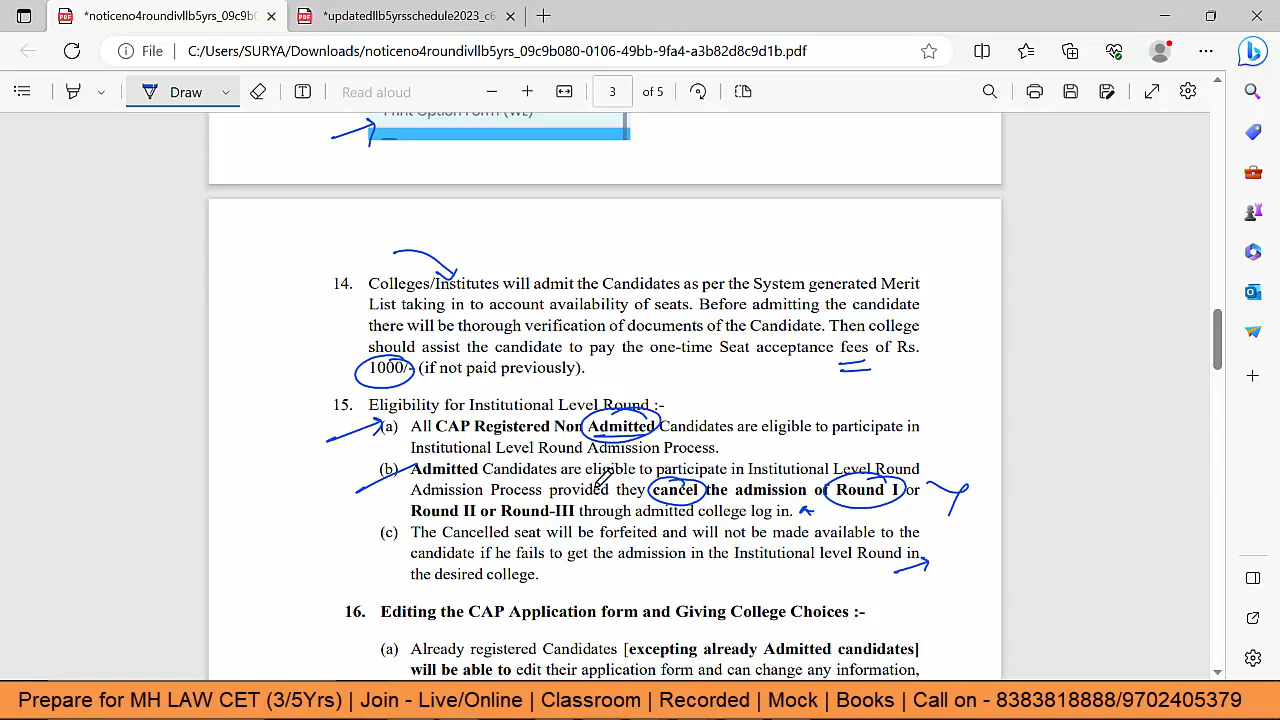 *noticeno4roundivllb5yrs_09c9b0
*updatedllb5yrsschedule2023_c6
File
C:/Users/SURYA/Downloads/noticeno4roundivllb5yrs_09c9b080-0106-49bb-9fa4-a3b82d8c9d1b.pdf
Draw
Read aloud
3
of 5
Print Option Form (WE)
14. Colleges/Institutes will admit the Candidates as per the System generated Merit
List taking in to account availability of seats. Before admitting the candidate
there will be thorough verification of documents of the Candidate. Then college
should assist the candidate to pay the one-time Seat acceptance fees of Rs.
1000/- (if not paid previously).
15. Eligibility for Institutional Level Round :-
(a) All CAP Registered Non Admitted Candidates are eligible to participate in
Institutional Level Round Admission Process.
(b) Admitted Candidates are eligible to participate in Institutional Level Round
Admission Process provided they cancel the admission of Round I or
Round II or Round-III through admitted college log in.
(c) The Cancelled seat will be forfeited and will not be made available to the
candidate if he fails to get the admission in the Institutional level Round in
the desired college.
16. Editing the CAP Application form and Giving College Choices :-
(a) Already registered Candidates [excepting already Admitted candidates]
will be able to edit their application form and can change any information,
Prepare for MH LAW CET (3/5Yrs) | Join - Live/Online | Classroom | Recorded | Mock | Books | Call on - 8383818888/9702405379